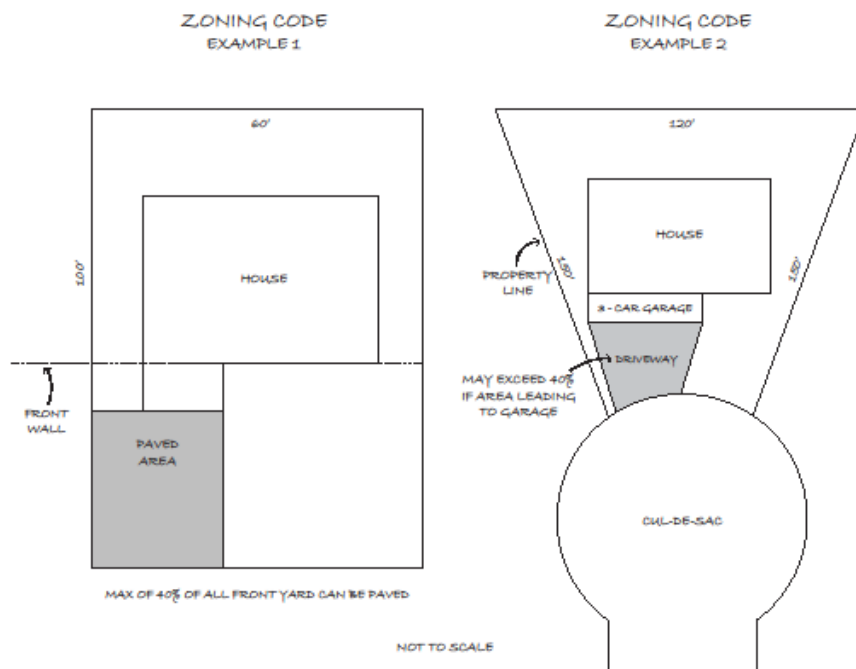 ZONING CODE
EXAMPLE 1
60'
100'
HOUSE
FRONT
WALL
PAVED
AREA
MAX OF 40% OF ALL FRONT YARD CAN BE PAVED
ZONING CODE
EXAMPLE 2
120'
HOUSE
PROPERTY
LINE
150'
150'
3 - CAR GARAGE
DRIVEWAY
MAY EXCEED 40%
IF AREA LEADING
TO GARAGE
CUL-DE-SAC
NOT TO SCALE